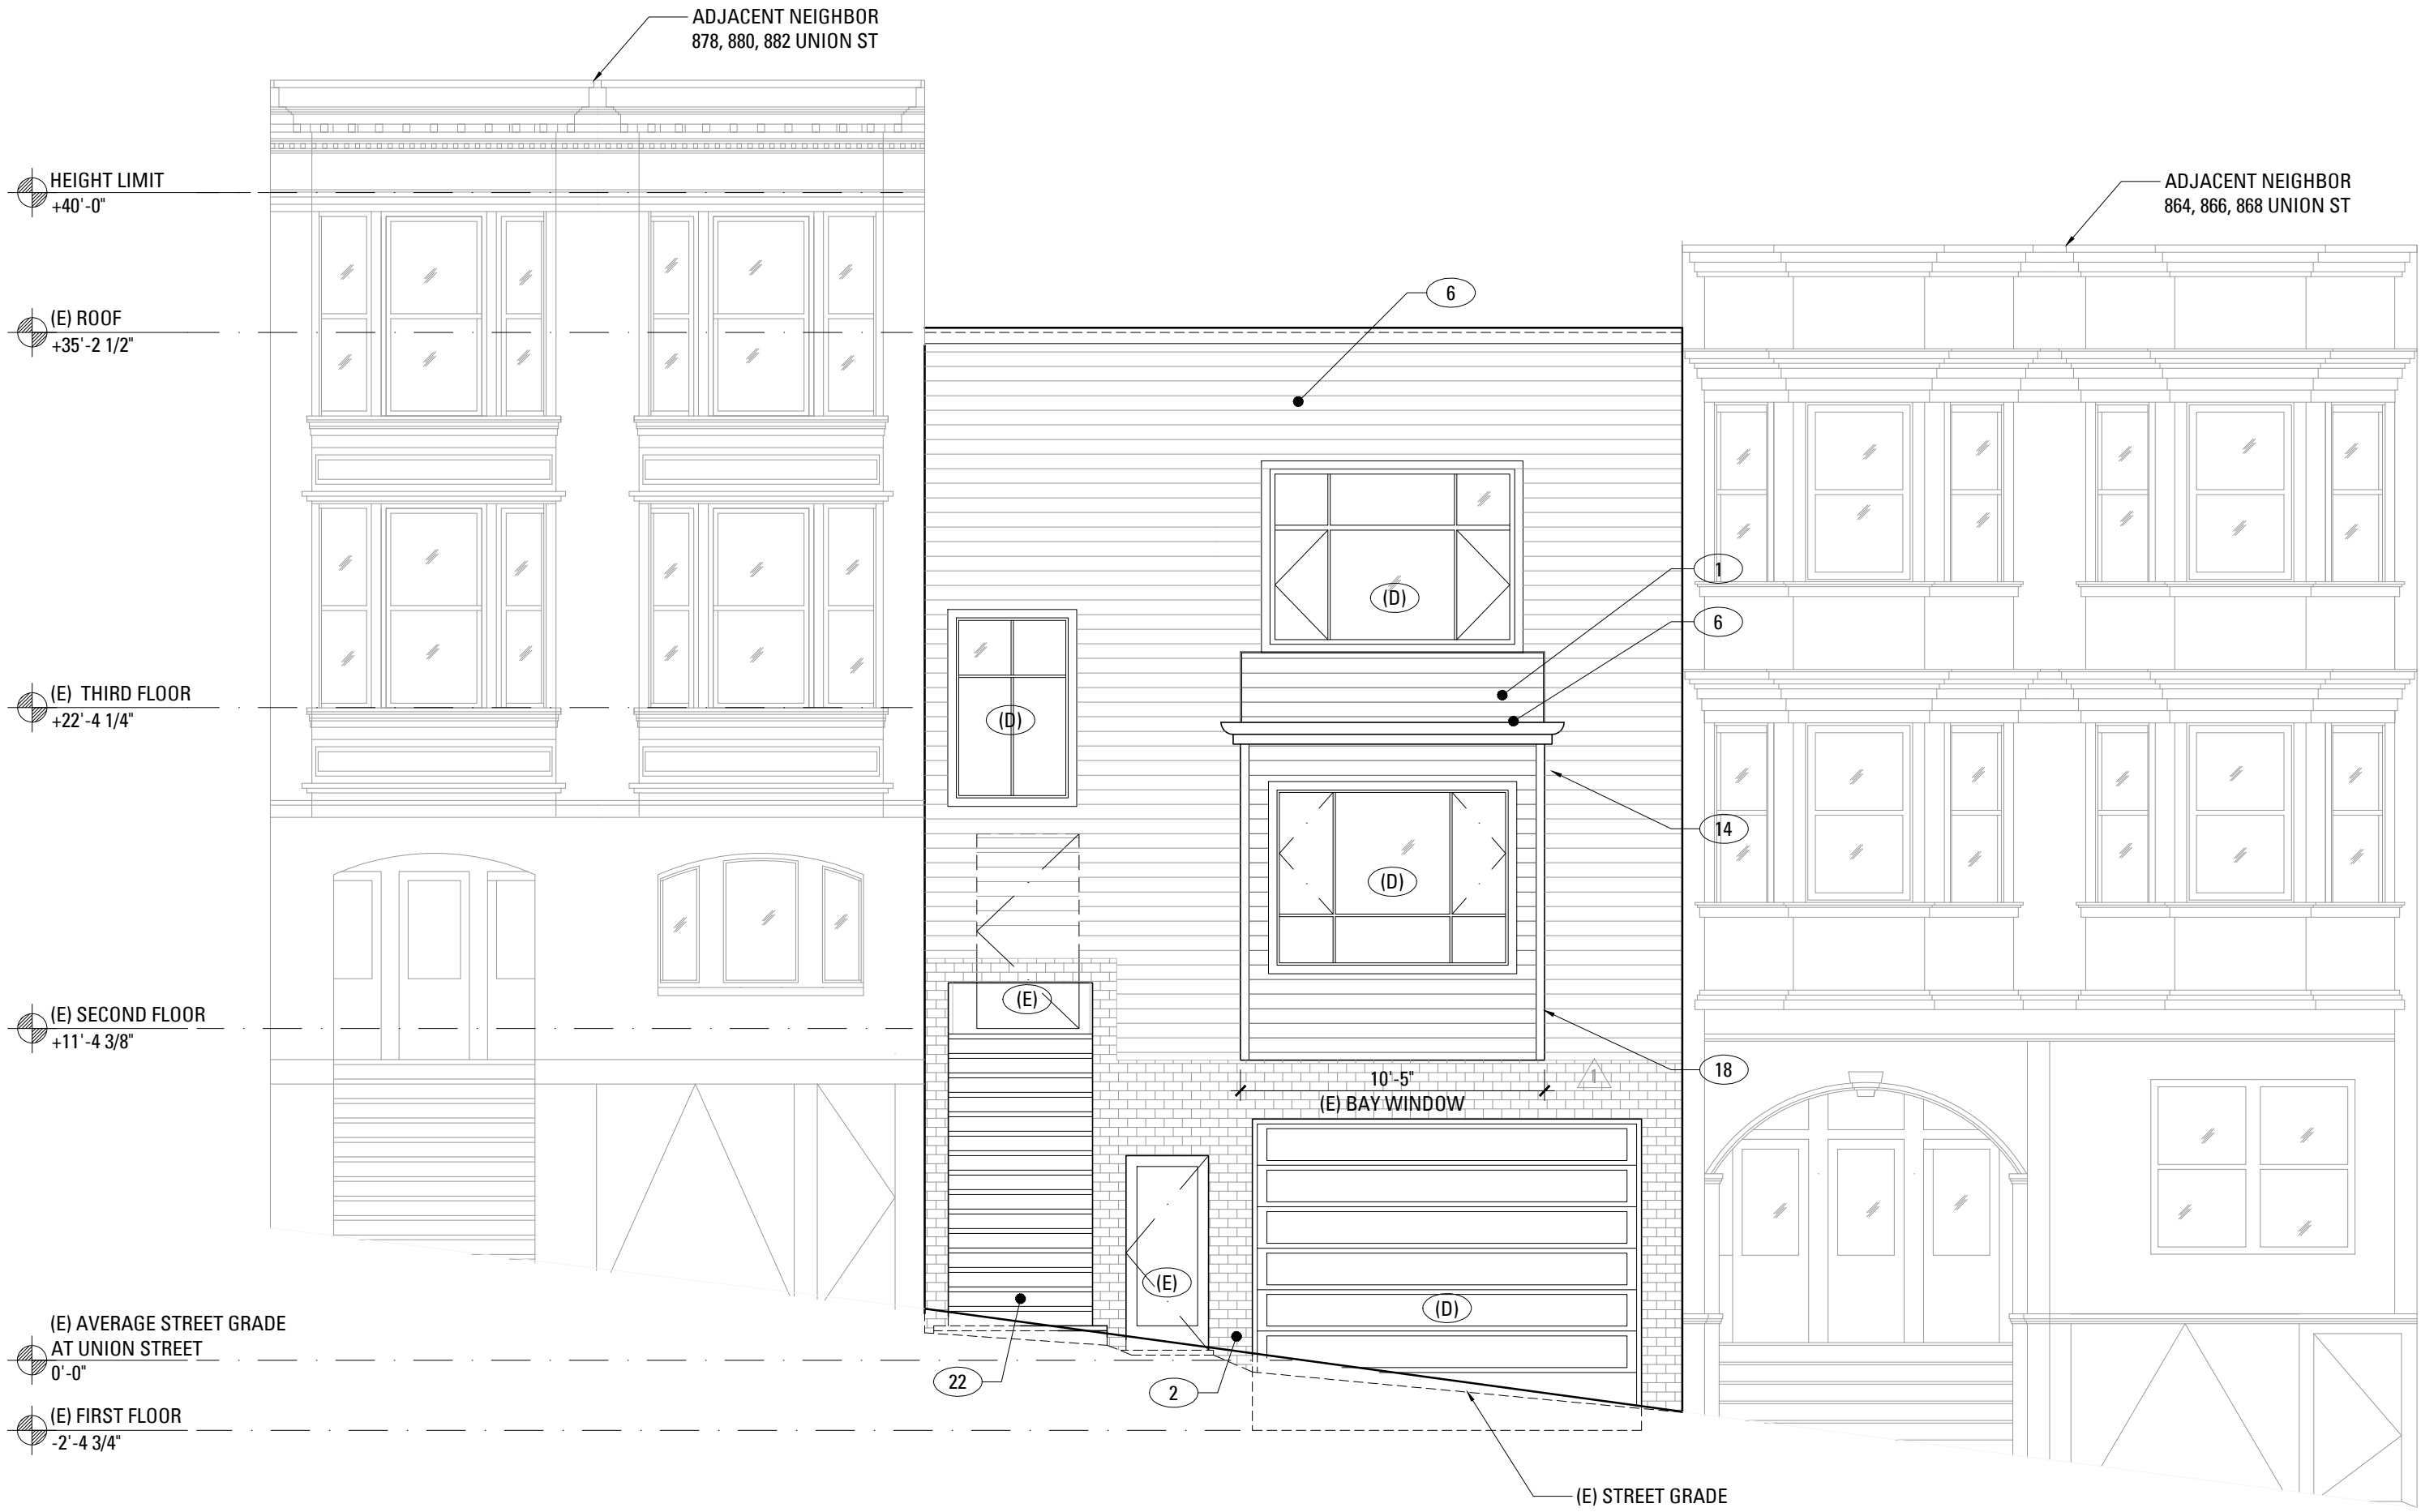 ADJACENT NEIGHBOR
878, 880, 882 UNION ST
HEIGHT LIMIT
+40'-0"
ADJACENT NEIGHBOR
864, 866, 868 UNION ST
6
(E) ROOF
+35'-2 1/2"
1
(D)
6
(E)  THIRD FLOOR
+22'-4 1/4"
(D)
14
(D)
(E)
(E) SECOND FLOOR
+11'-4 3/8"
18
10'-5"
1
(E) BAY WINDOW
(E)
(D)
(E) AVERAGE STREET GRADE
AT UNION STREET
0'-0"
22
2
(E) FIRST FLOOR
-2'-4 3/4"
(E) STREET GRADE